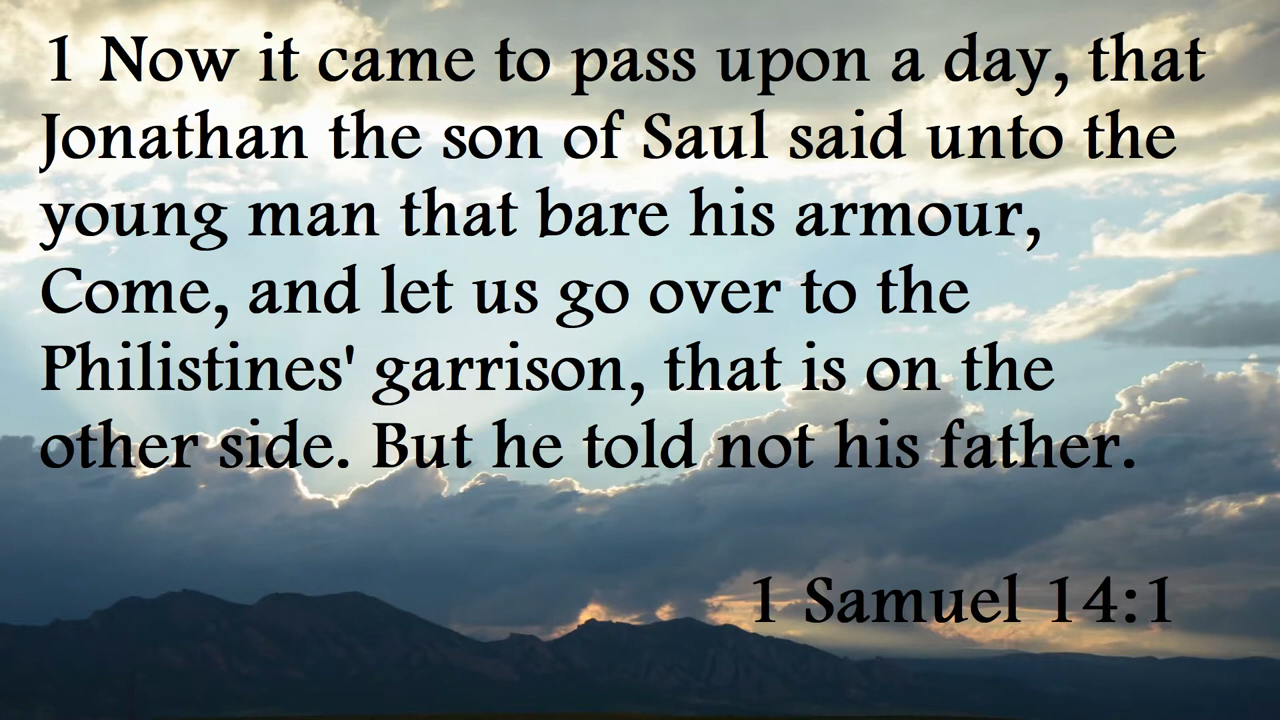 1 Now it came to pass upon a day, that
Jonathan the son of Saul said unto the
young man that bare his armour,
Come, and let us go over to the
Philistines' garrison, that is on the
other side. But he told not his father.
1 Samuel 14:1